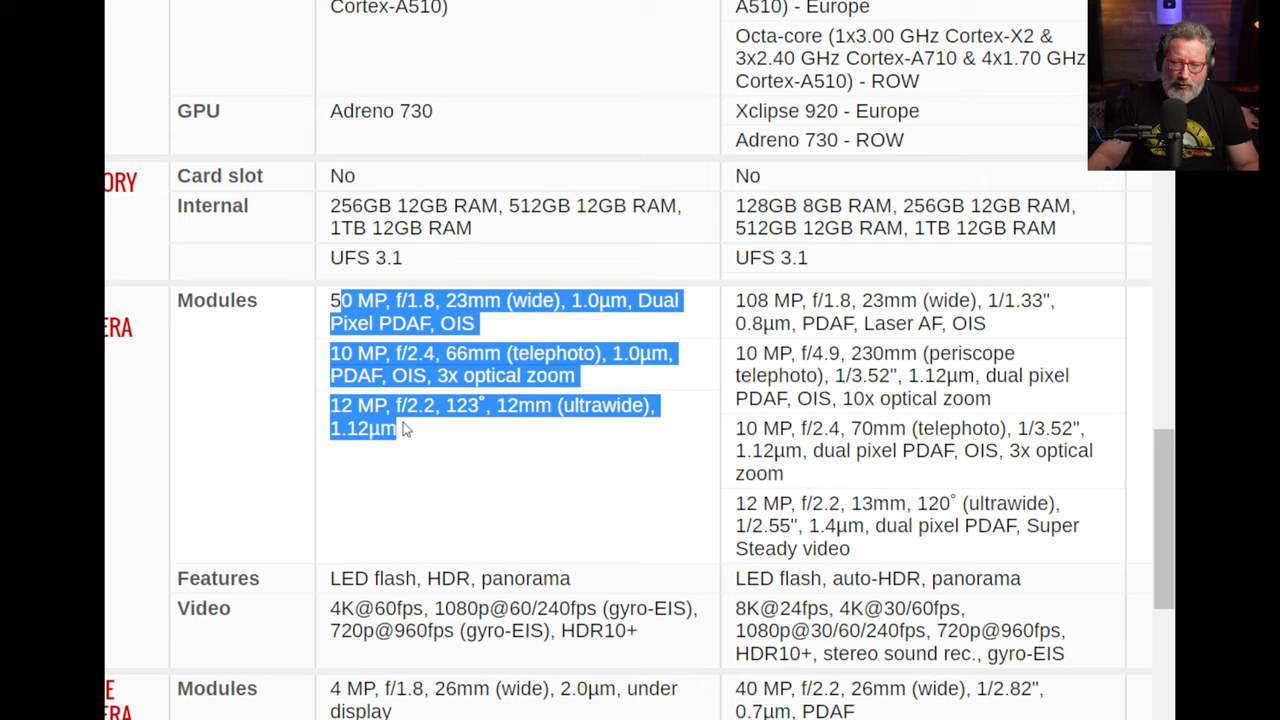 Cortex-A510)
A510) - Europe
Octa-core (1x3.00 GHz Cortex-X2 &
3x2.40 GHz Cortex-A710 & 4x1.70 GHz
Cortex-A510) - ROW
GPU
Adreno 730
Xclipse 920 - Europe
Adreno 730 - ROW
ORY
Card slot
No
No
Internal
256GB 12GB RAM, 512GB 12GB RAM,
1TB 12GB RAM
128GB 8GB RAM, 256GB 12GB RAM,
512GB 12GB RAM, 1TB 12GB RAM
UFS 3.1
UFS 3.1
ERA
Modules
50 MP, f/1.8, 23mm (wide), 1.0µm, Dual
Pixel PDAF, OIS
10 MP, f/2.4, 66mm (telephoto), 1.0µm,
PDAF, OIS, 3x optical zoom
12 MP, f/2.2, 123˚, 12mm (ultrawide),
1.12µm
108 MP, f/1.8, 23mm (wide), 1/1.33",
0.8µm, PDAF, Laser AF, OIS
10 MP, f/4.9, 230mm (periscope
telephoto), 1/3.52", 1.12µm, dual pixel
PDAF, OIS, 10x optical zoom
10 MP, f/2.4, 70mm (telephoto), 1/3.52",
1.12µm, dual pixel PDAF, OIS, 3x optical
zoom
12 MP, f/2.2, 13mm, 120˚ (ultrawide),
1/2.55", 1.4µm, dual pixel PDAF, Super
Steady video
Features
LED flash, HDR, panorama
LED flash, auto-HDR, panorama
Video
4K@60fps, 1080p@60/240fps (gyro-EIS),
720p@960fps (gyro-EIS), HDR10+
8K@24fps, 4K@30/60fps,
1080p@30/60/240fps, 720p@960fps,
HDR10+, stereo sound rec., gyro-EIS
E
ERA
Modules
4 MP, f/1.8, 26mm (wide), 2.0µm, under
display
40 MP, f/2.2, 26mm (wide), 1/2.82",
0.7µm, PDAF